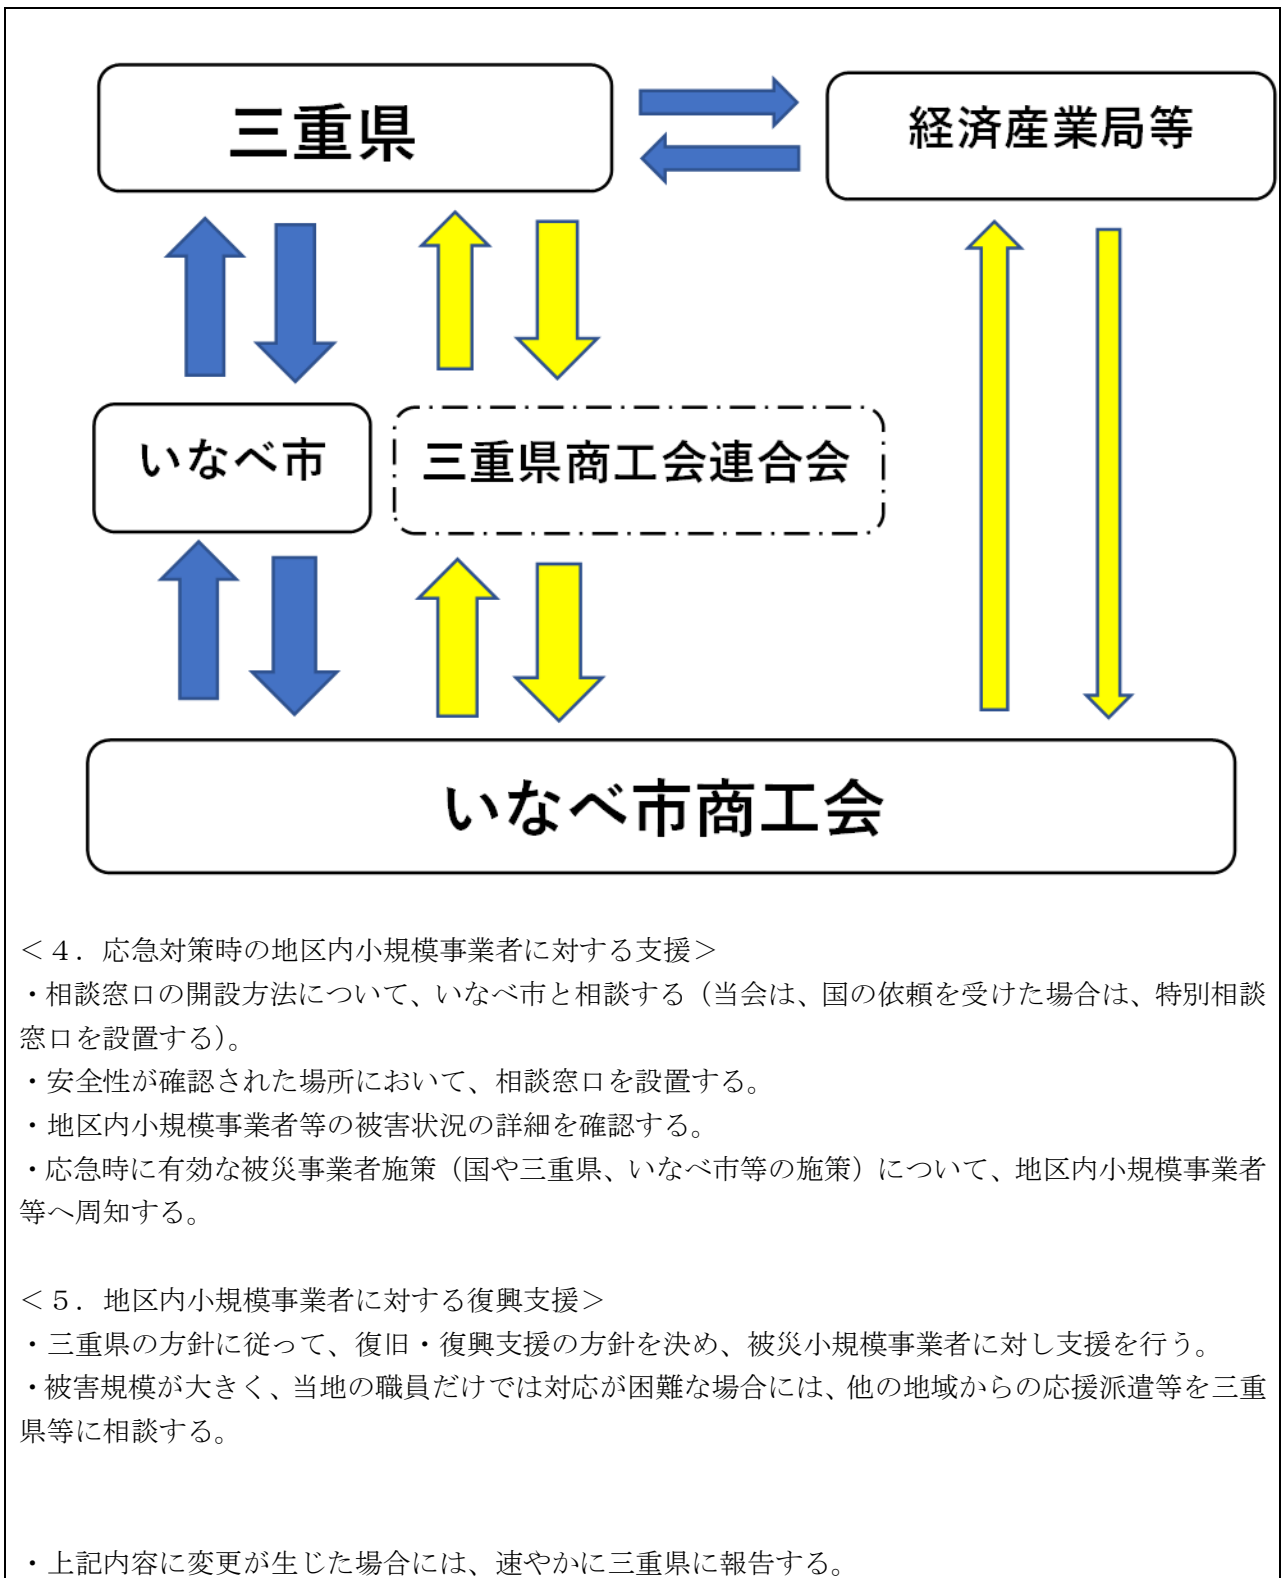 三重県
経済産業局等
いなべ市
三重県商工会連合会
いなべ市商工会
＜４．応急対策時の地区内小規模事業者に対する支援＞
・相談窓口の開設方法について、いなべ市と相談する（当会は、国の依頼を受けた場合は、特別相談
窓口を設置する）。
・安全性が確認された場所において、相談窓口を設置する。
・地区内小規模事業者等の被害状況の詳細を確認する。
・応急時に有効な被災事業者施策（国や三重県、いなべ市等の施策）について、地区内小規模事業者
等へ周知する。
＜５．地区内小規模事業者に対する復興支援＞
・三重県の方針に従って、復旧・復興支援の方針を決め、被災小規模事業者に対し支援を行う。
・被害規模が大きく、当地の職員だけでは対応が困難な場合には、他の地域からの応援派遣等を三重
県等に相談する。
・上記内容に変更が生じた場合には、速やかに三重県に報告する。